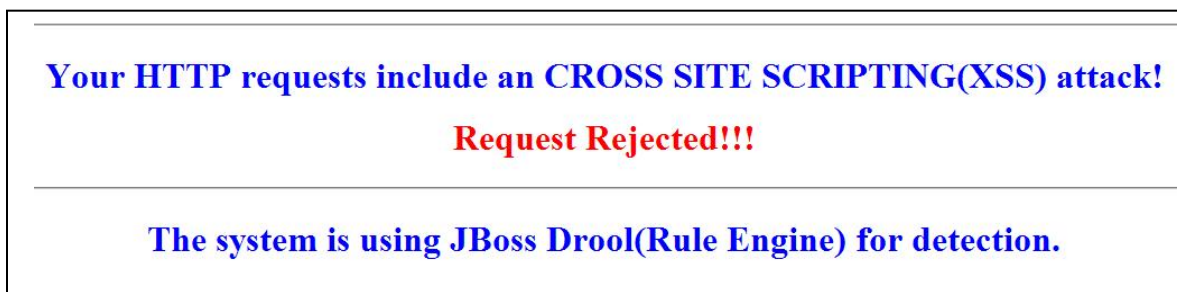 Your HTTP requests include an CROSS SITE SCRIPTING(XSS) attack!
Request Rejected!!!
The system is using JBoss Drool(Rule Engine) for detection.